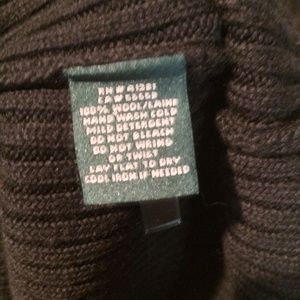 RN # 41381
100% WOOL/LAINE
HAND WASH COLD
MILD DETERGENT
DO NOT BLEACH
DO NOT WRING
OR TWIST
LAY FLAT TO DRY
COOL IRON IF NEEDED